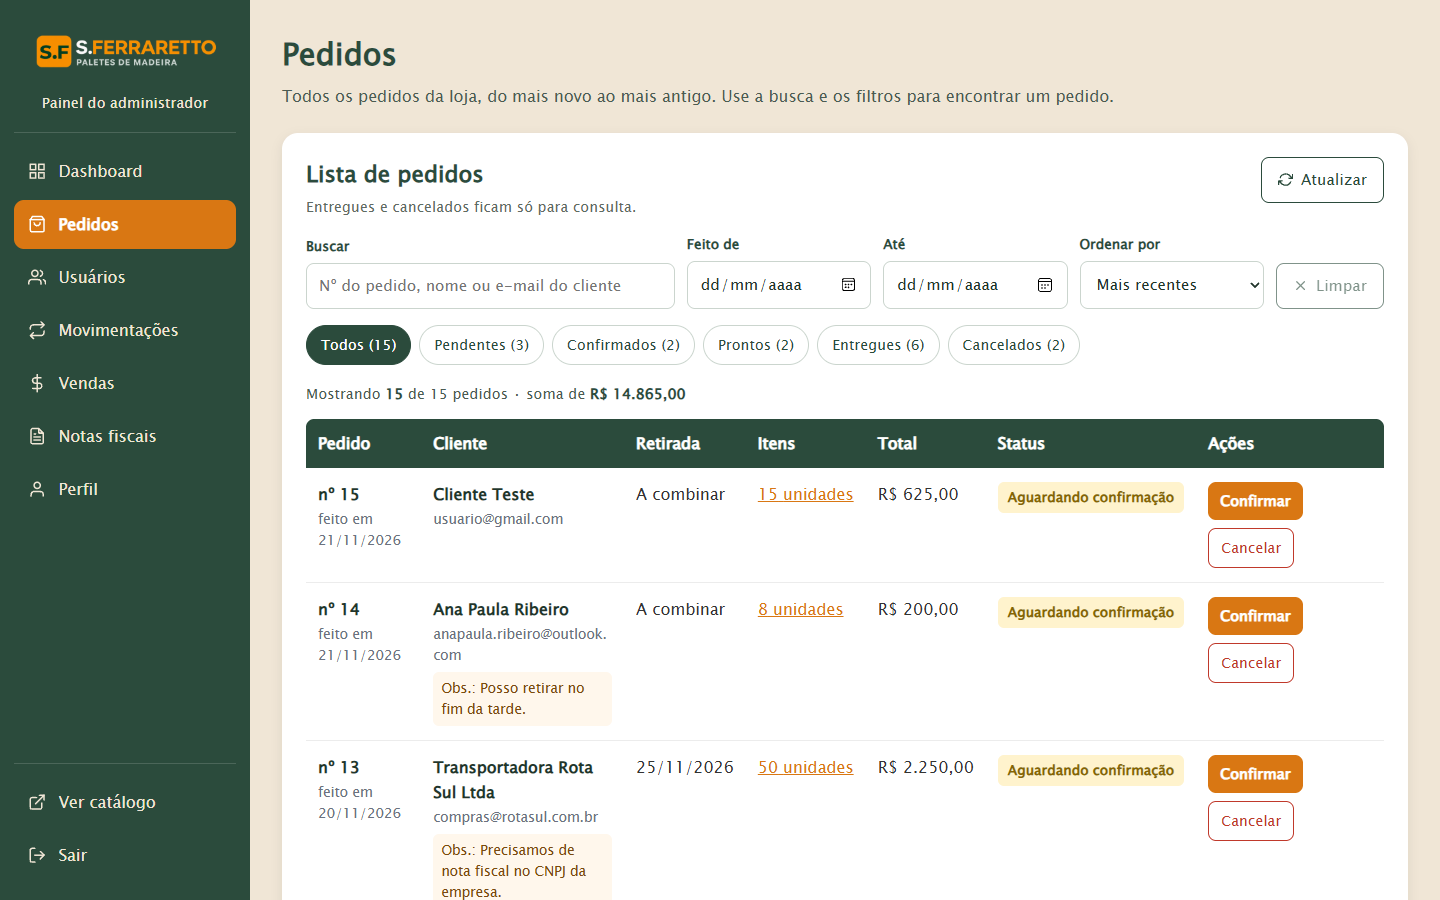 S.F S.FERRARETTO
PALETES DE MADEIRA
Painel do administrador
Dashboard
Pedidos
Usuários
Movimentações
Vendas
Notas fiscais
Perfil
Ver catálogo
Sair
Pedidos
Todos os pedidos da loja, do mais novo ao mais antigo. Use a busca e os filtros para encontrar um pedido.
Lista de pedidos
Entregues e cancelados ficam só para consulta.
Atualizar
Buscar
Feito de
Até
Ordenar por
Nº do pedido, nome ou e-mail do cliente
dd/mm/aaaa
dd/mm/aaaa
Mais recentes
Limpar
Todos (15)
Pendentes (3)
Confirmados (2)
Prontos (2)
Entregues (6)
Cancelados (2)
Mostrando 15 de 15 pedidos · soma de R$ 14.865,00
Pedido Cliente Retirada Itens Total Status Ações
nº 15
feito em
21/11/2026
Cliente Teste
usuario@gmail.com
A combinar
15 unidades
R$ 625,00
Aguardando confirmação
Confirmar
Cancelar
nº 14
feito em
21/11/2026
Ana Paula Ribeiro
anapaula.ribeiro@outlook.
com
Obs.: Posso retirar no
fim da tarde.
A combinar
8 unidades
R$ 200,00
Aguardando confirmação
Confirmar
Cancelar
nº 13
feito em
20/11/2026
Transportadora Rota
Sul Ltda
compras@rotasul.com.br
Obs.: Precisamos de
nota fiscal no CNPJ da
empresa.
25/11/2026
50 unidades
R$ 2.250,00
Aguardando confirmação
Confirmar
Cancelar